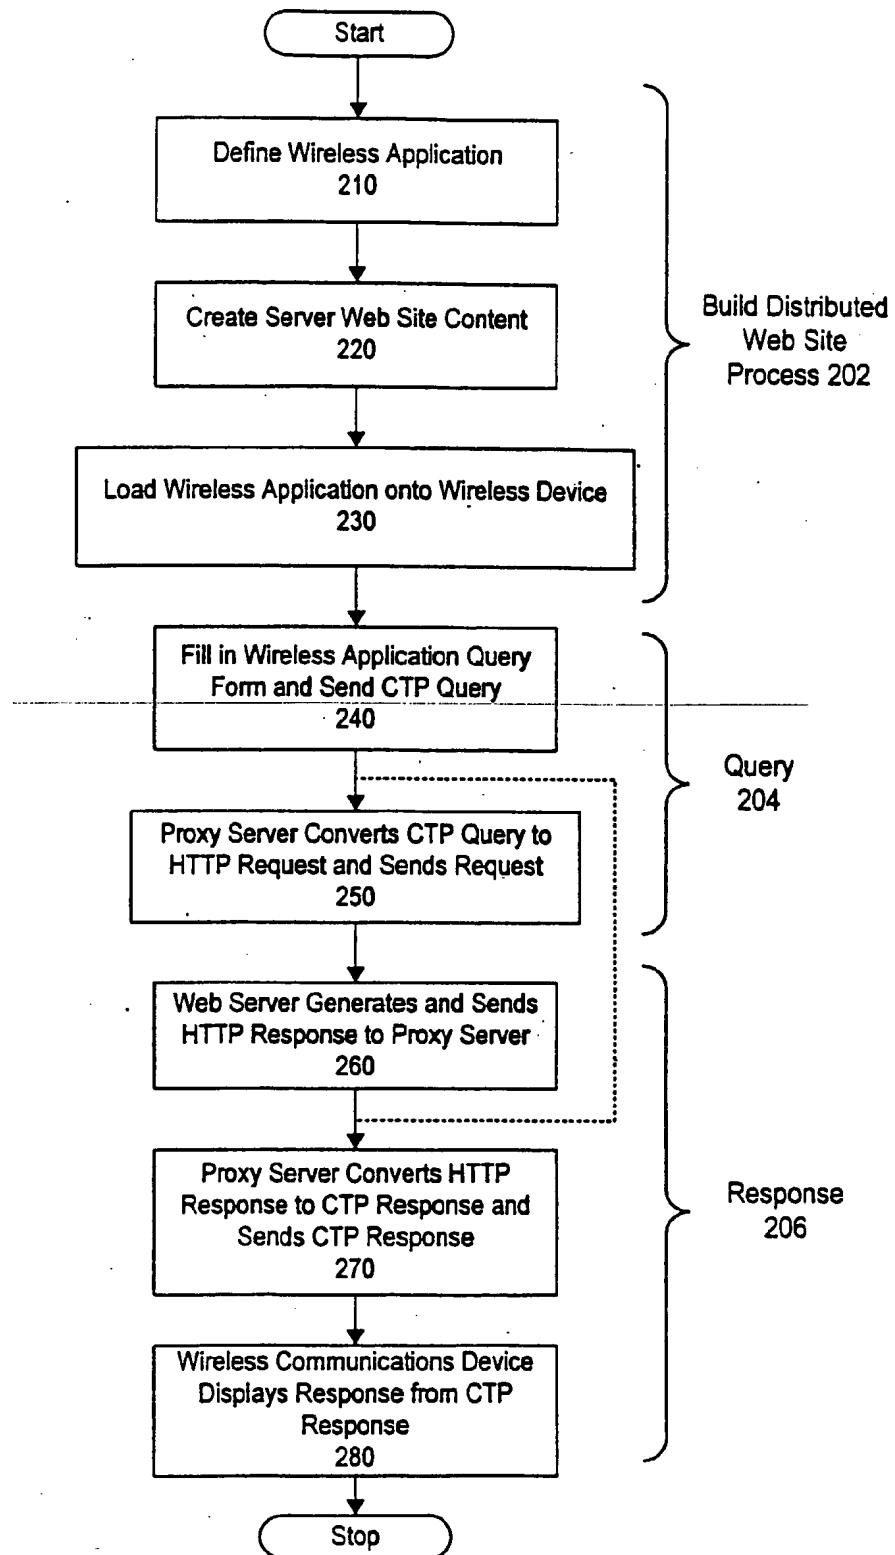 Start
Define Wireless Application
210
Create Server Web Site Content
220
Build Distributed
Web Site
Process 202
Load Wireless Application onto Wireless Device
230
Fill in Wireless Application Query
Form and Send CTP Query
240
Query
204
Proxy Server Converts CTP Query to
HTTP Request and Sends Request
250
Web Server Generates and Sends
HTTP Response to Proxy Server
260
Proxy Server Converts HTTP
Response to CTP Response and
Sends CTP Response
270
Response
206
Wireless Communications Device
Displays Response from CTP
Response
280
Stop